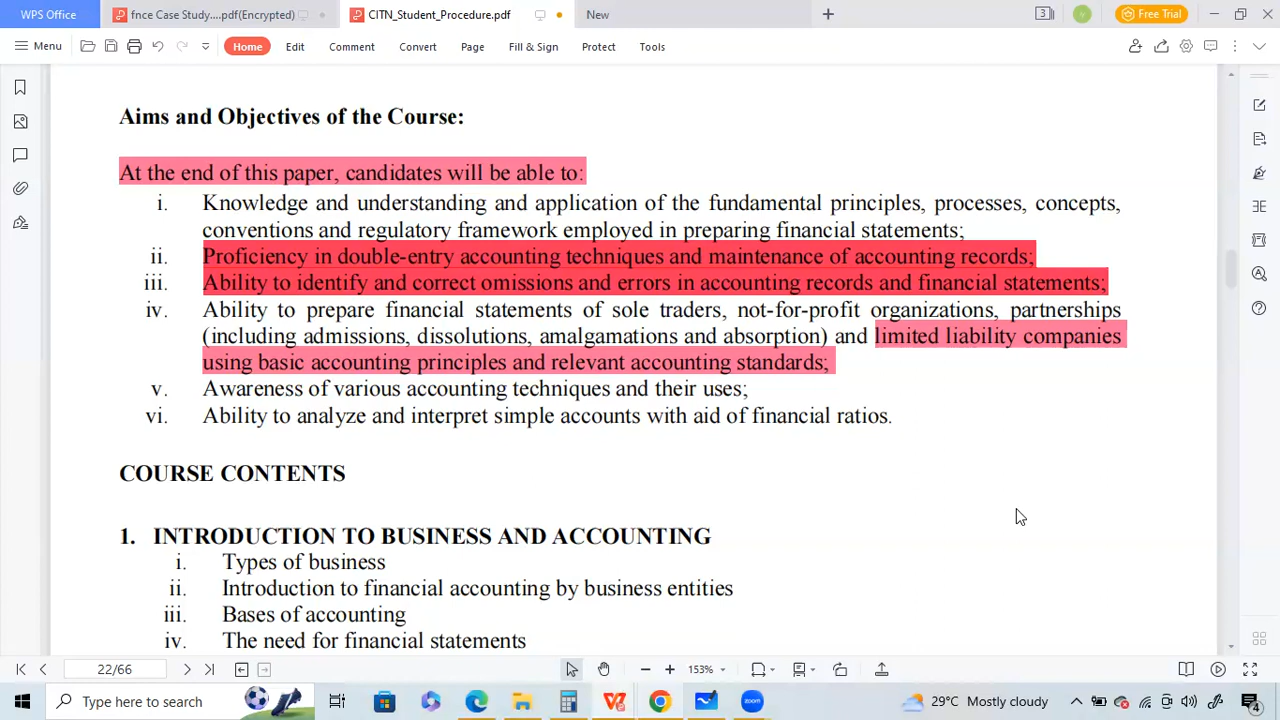 WPS Office
fnce Case Study....pdf(Encrypted)
CITN_Student_Procedure.pdf
New
3
V
Free Trial
Menu
Home
Edit
Comment
Convert
Page
Fill & Sign
Protect
Tools
Aims and Objectives of the Course:
At the end of this paper, candidates will be able to:
i. Knowledge and understanding and application of the fundamental principles, processes, concepts,
conventions and regulatory framework employed in preparing financial statements;
ii. Proficiency in double-entry accounting techniques and maintenance of accounting records;
iii. Ability to identify and correct omissions and errors in accounting records and financial statements;
iv. Ability to prepare financial statements of sole traders, not-for-profit organizations, partnerships
(including admissions, dissolutions, amalgamations and absorption) and limited liability companies
using basic accounting principles and relevant accounting standards;
v. Awareness of various accounting techniques and their uses;
vi. Ability to analyze and interpret simple accounts with aid of financial ratios.
COURSE CONTENTS
1. INTRODUCTION TO BUSINESS AND ACCOUNTING
i. Types of business
ii. Introduction to financial accounting by business entities
iii. Bases of accounting
iv. The need for financial statements
22/66
153%
Type here to search
zoom
29°C Mostly cloudy
4